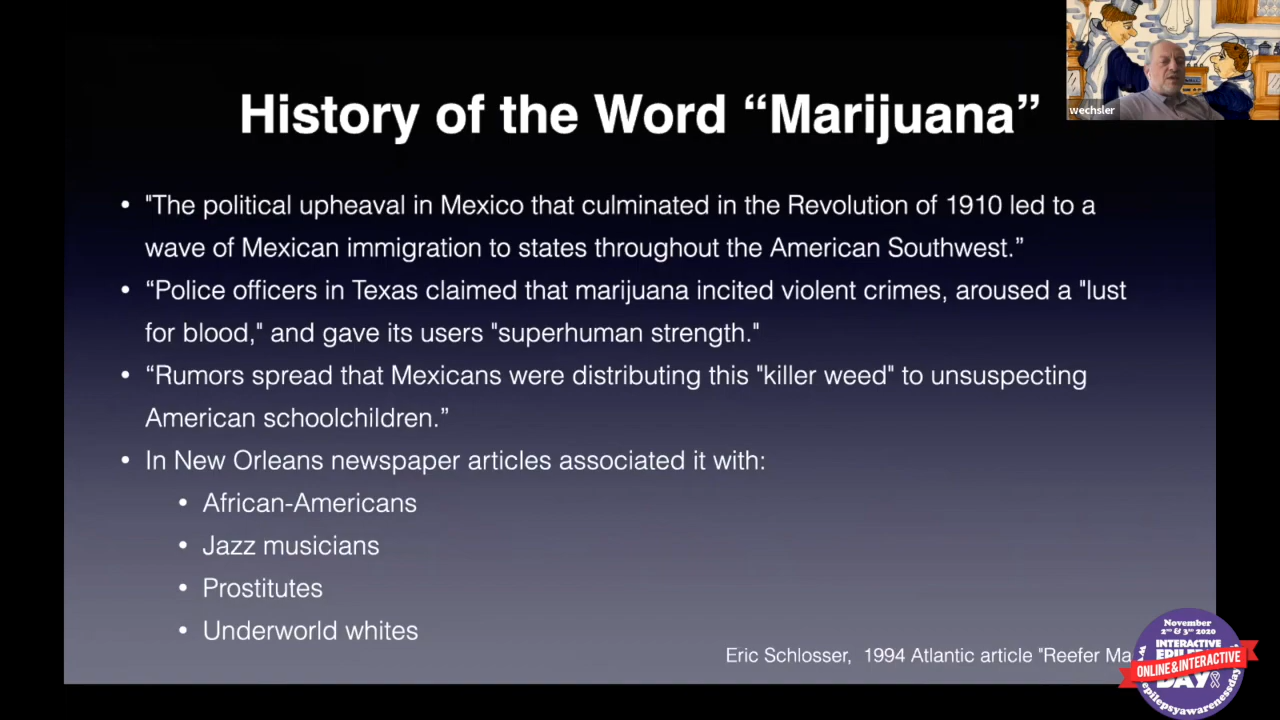 wechsler
History of the Word “Marijuana”
• "The political upheaval in Mexico that culminated in the Revolution of 1910 led to a
wave of Mexican immigration to states throughout the American Southwest.”
• “Police officers in Texas claimed that marijuana incited violent crimes, aroused a "lust
for blood," and gave its users "superhuman strength."
• “Rumors spread that Mexicans were distributing this "killer weed" to unsuspecting
American schoolchildren.”
• In New Orleans newspaper articles associated it with:
• African-Americans
• Jazz musicians
• Prostitutes
• Underworld whites
Eric Schlosser, 1994 Atlantic article "Reefer Ma
November
2ND & 3RD 2020
INTERACTIVE
ONLINE & INTERACTIVE
DAY
epilepsyawarenessday